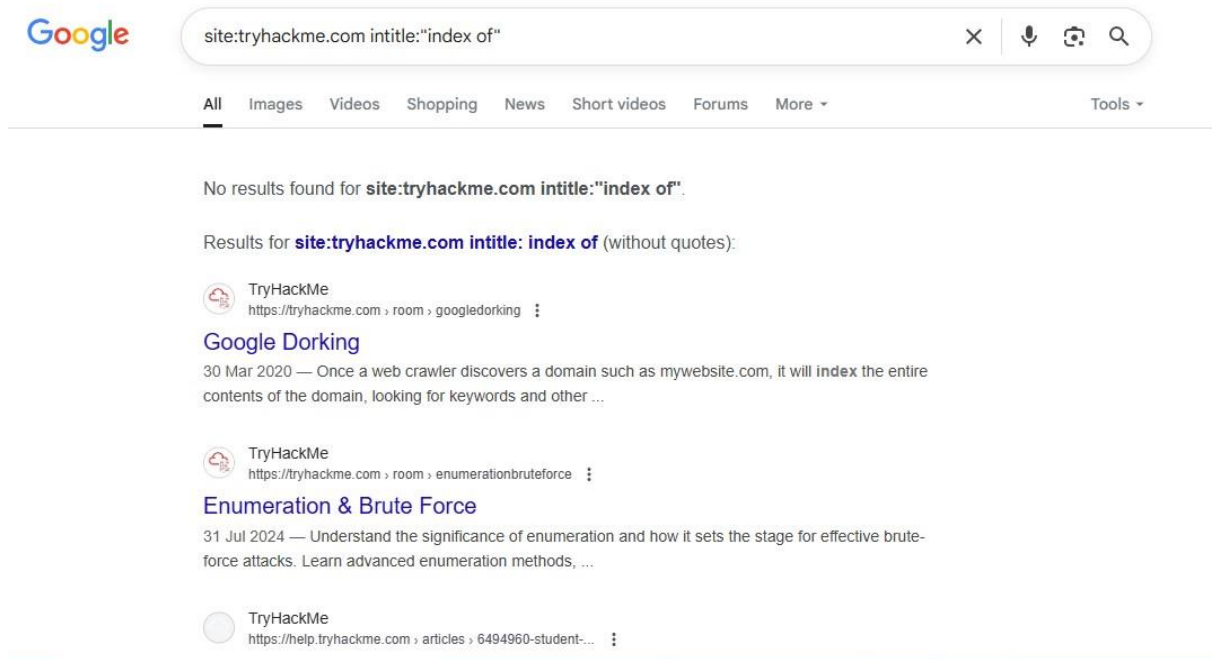 Google
site:tryhackme.com intitle:"index of"
All Images Videos Shopping News Short videos Forums More Tools
No results found for site:tryhackme.com intitle:"index of".
Results for site:tryhackme.com intitle: index of (without quotes):
TryHackMe
https://tryhackme.com › room › googledorking
Google Dorking
30 Mar 2020 — Once a web crawler discovers a domain such as mywebsite.com, it will index the entire
contents of the domain, looking for keywords and other ...
TryHackMe
https://tryhackme.com › room › enumerationbruteforce
Enumeration & Brute Force
31 Jul 2024 — Understand the significance of enumeration and how it sets the stage for effective brute-
force attacks. Learn advanced enumeration methods, ...
TryHackMe
https://help.tryhackme.com › articles › 6494960-student-...